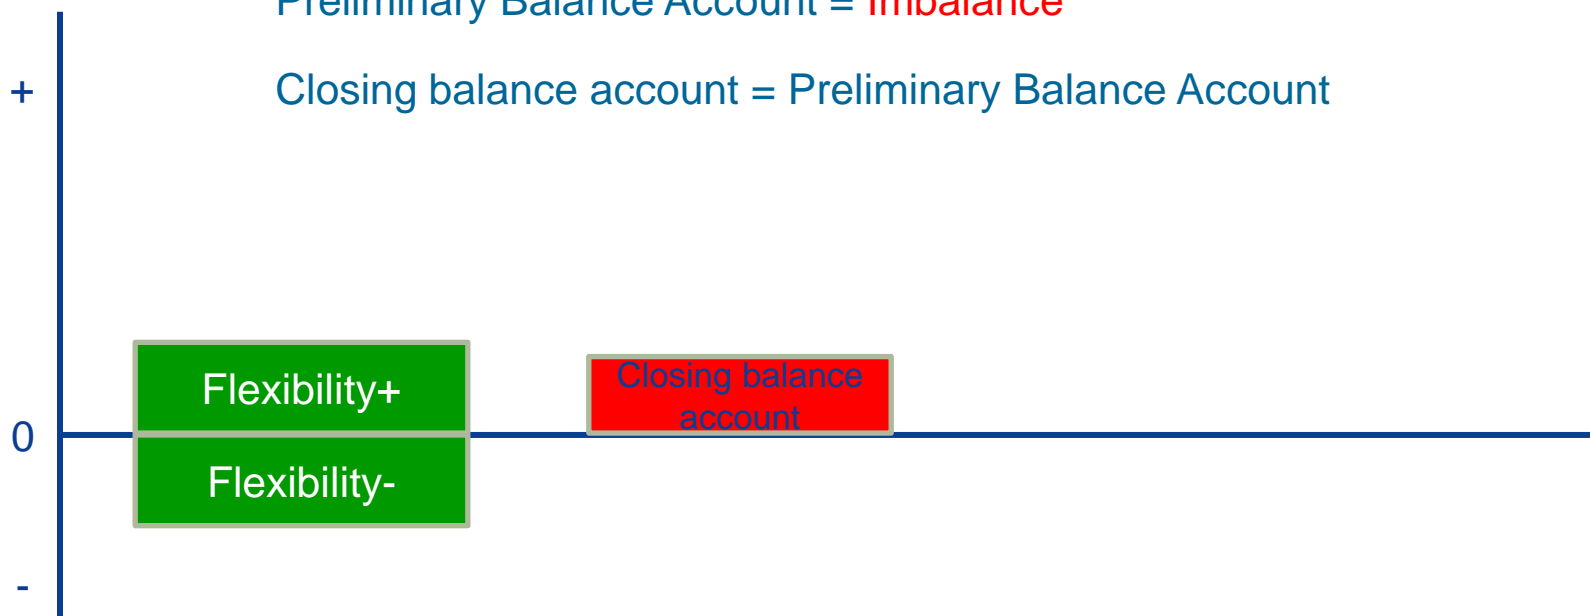 Preliminary Balance Account = Imbalance
+
Closing balance account = Preliminary Balance Account
Flexibility+
Closing balance
account
0
Flexibility-
-